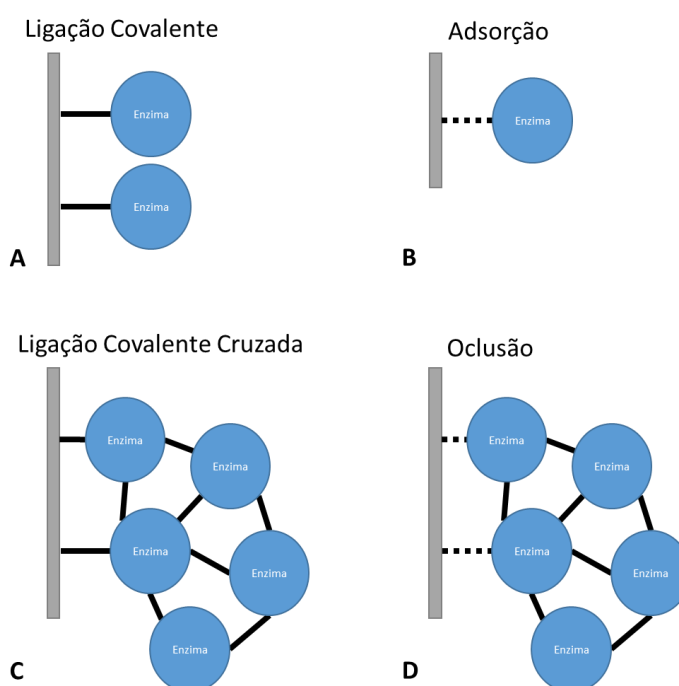 Ligação Covalente
Enzima
Enzima
A
Adsorção
Enzima
B
Ligação Covalente Cruzada
Enzima
Enzima
Enzima
Enzima
Enzima
C
Oclusão
Enzima
Enzima
Enzima
Enzima
Enzima
D